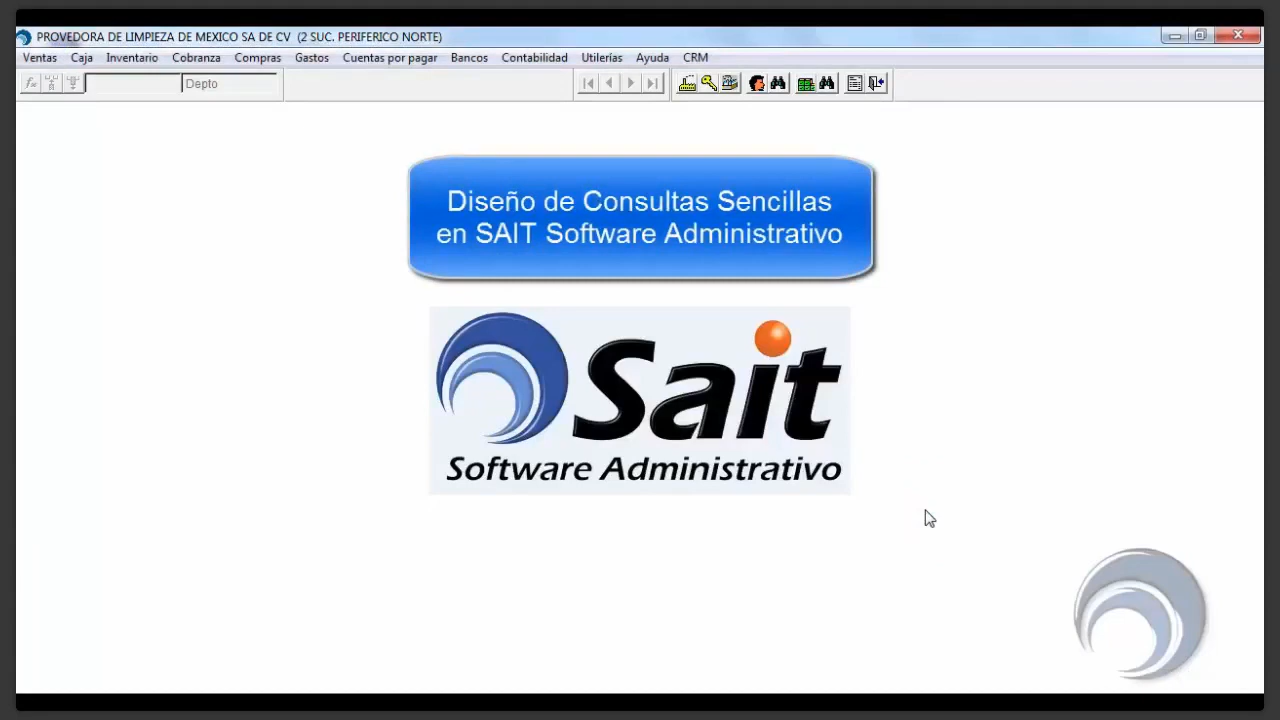 PROVEDORA DE LIMPIEZA DE MEXICO SA DE CV (2 SUC. PERIFERICO NORTE)
Ventas Caja Inventario Cobranza Compras Gastos Cuentas por pagar Bancos Contabilidad Utilerías Ayuda CRM
fx Depto
Diseño de Consultas Sencillas
en SAIT Software Administrativo
Sait
Software Administrativo